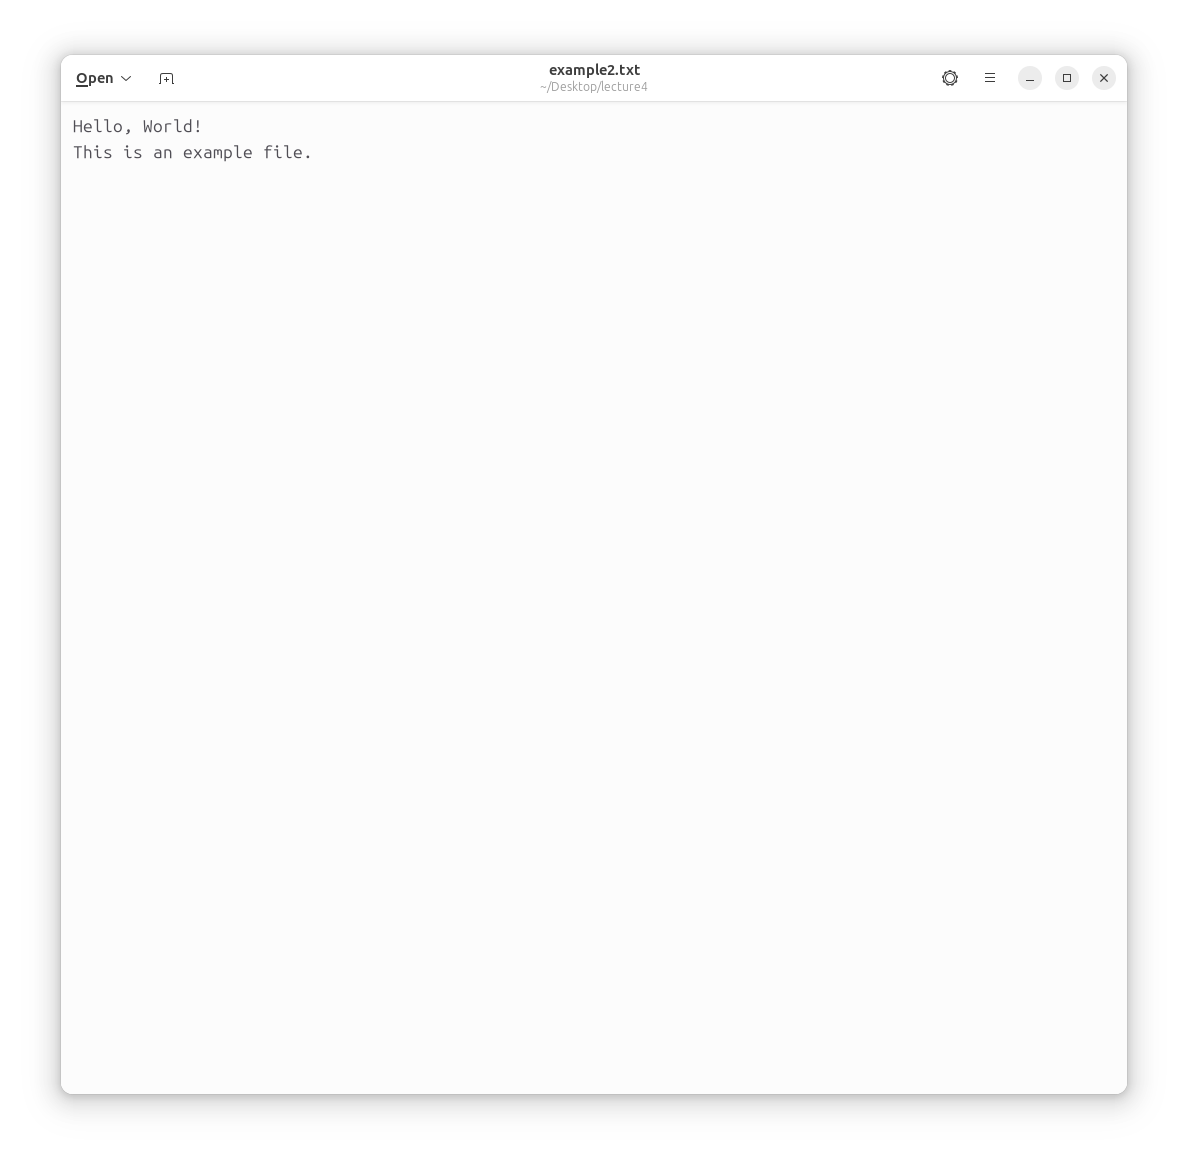 Open
example2.txt
~/Desktop/lecture4
Hello, World!
This is an example file.